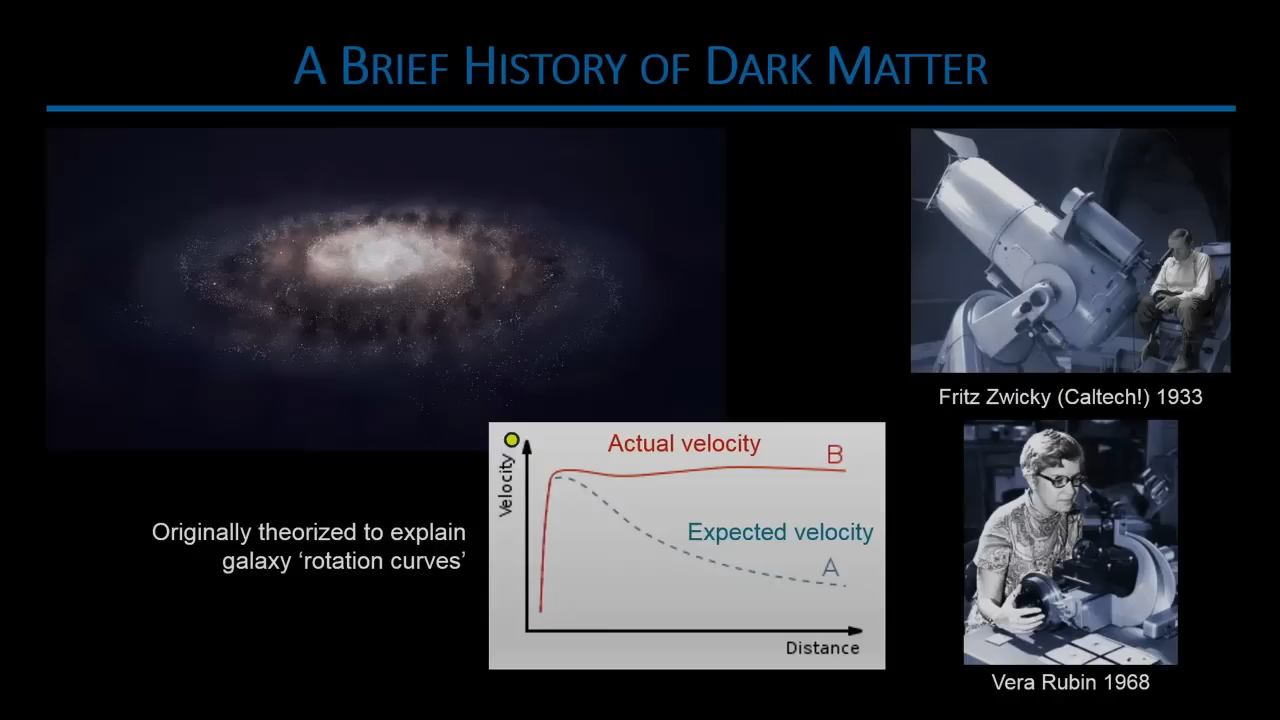 A BRIEF HISTORY OF DARK MATTER
Fritz Zwicky (Caltech!) 1933
Originally theorized to explain
galaxy ‘rotation curves’
Velocity
Actual velocity
B
Expected velocity
A
Distance
Vera Rubin 1968